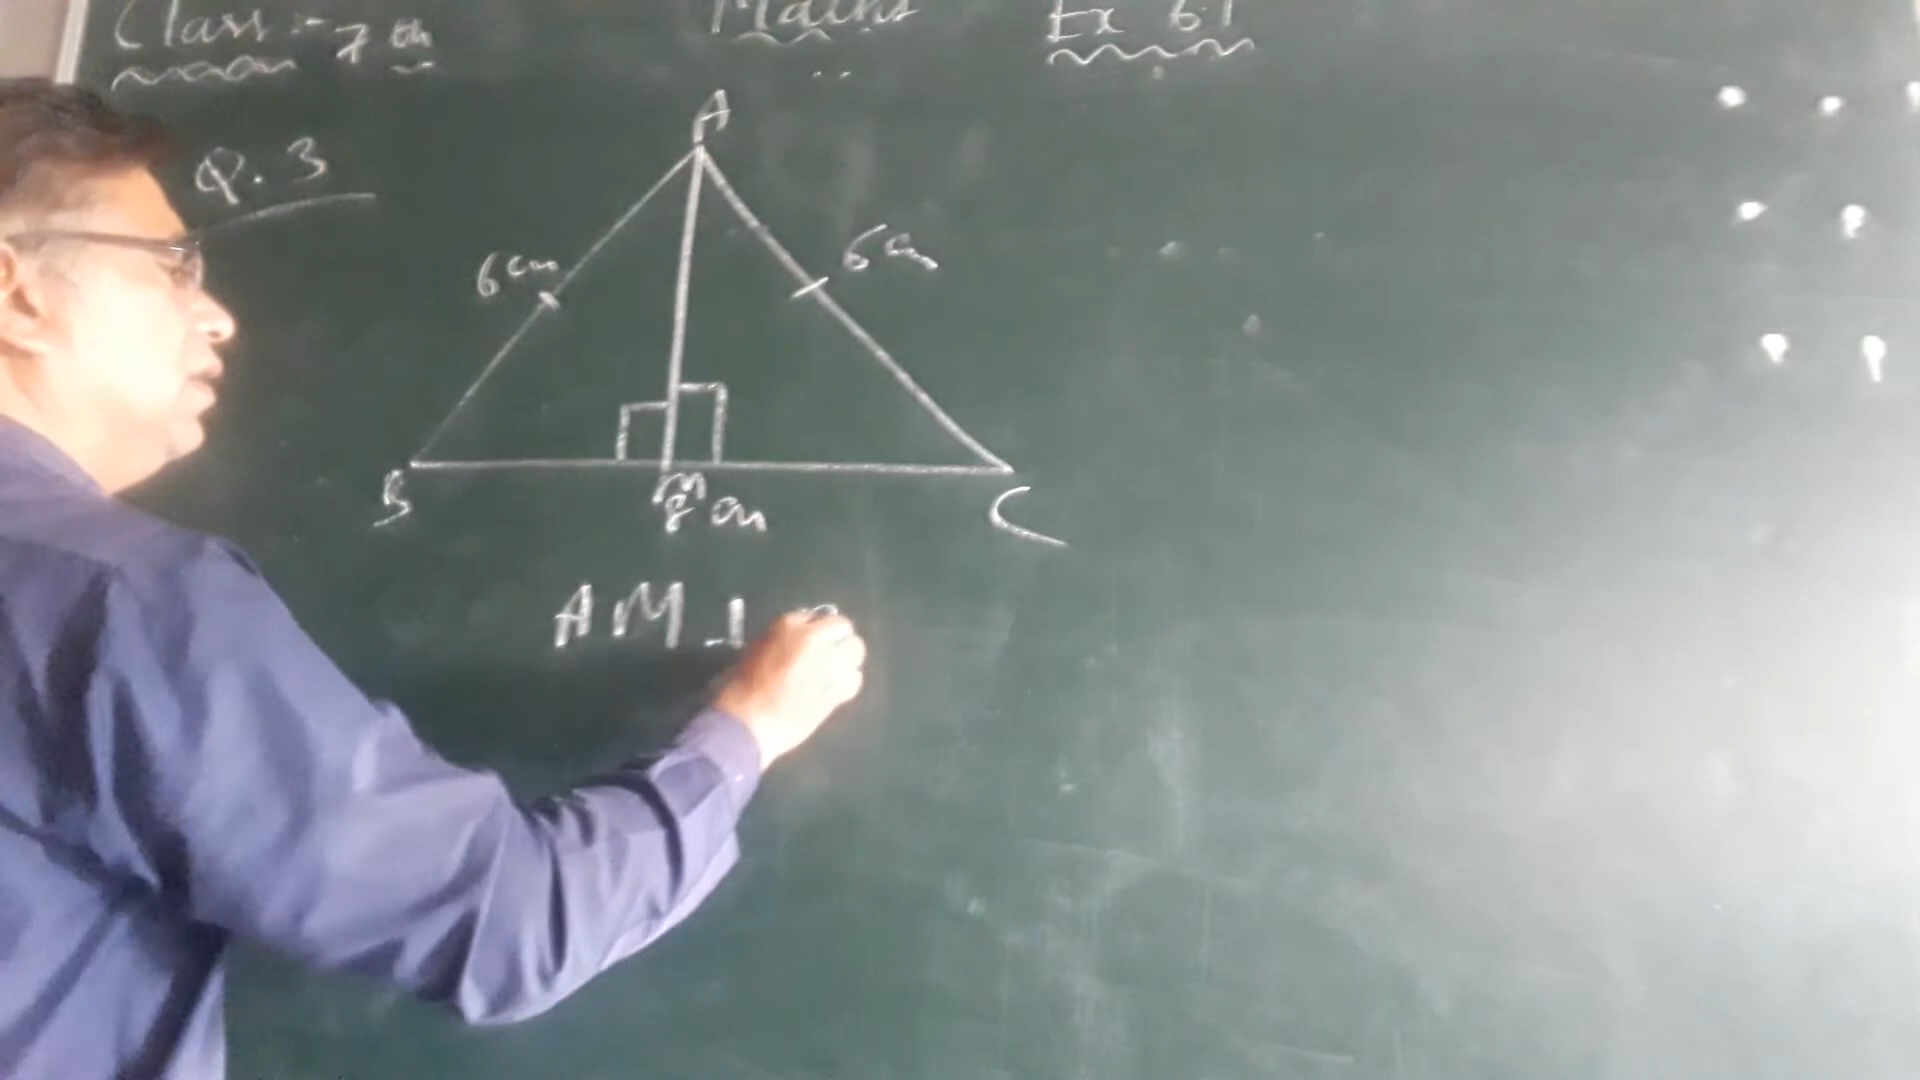 Class :- 7th Maths Ex 6.1
Q. 3
A
6 cm 6 cm
B M C
8 cm
AM ⊥